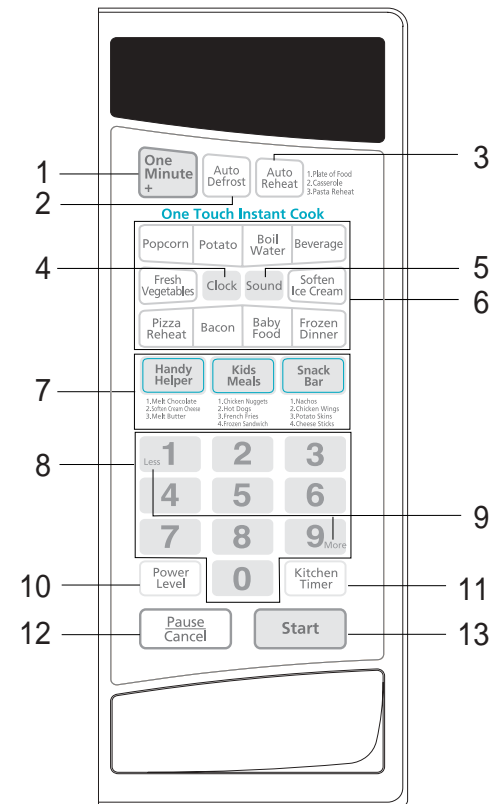 One
Minute
+
Auto
Defrost
Auto
Reheat
1.Plate of Food
2.Casserole
3.Pasta Reheat
1
2
3
One Touch Instant Cook
Popcorn
Potato
Boil
Water
Beverage
4
5
Fresh
Vegetables
Clock
Sound
Soften
Ice Cream
6
Pizza
Reheat
Bacon
Baby
Food
Frozen
Dinner
7
Handy
Helper
1.Melt Chocolate
2.Soften Cream Cheese
3.Melt Butter
Kids
Meals
1.Chicken Nuggets
2.Hot Dogs
3.French Fries
4.Frozen Sandwich
Snack
Bar
1.Nachos
2.Chicken Wings
3.Potato Skins
4.Cheese Sticks
8
Less
1
2
3
4
5
6
9
7
8
9
More
10
Power
Level
0
Kitchen
Timer
11
12
Pause
Cancel
Start
13